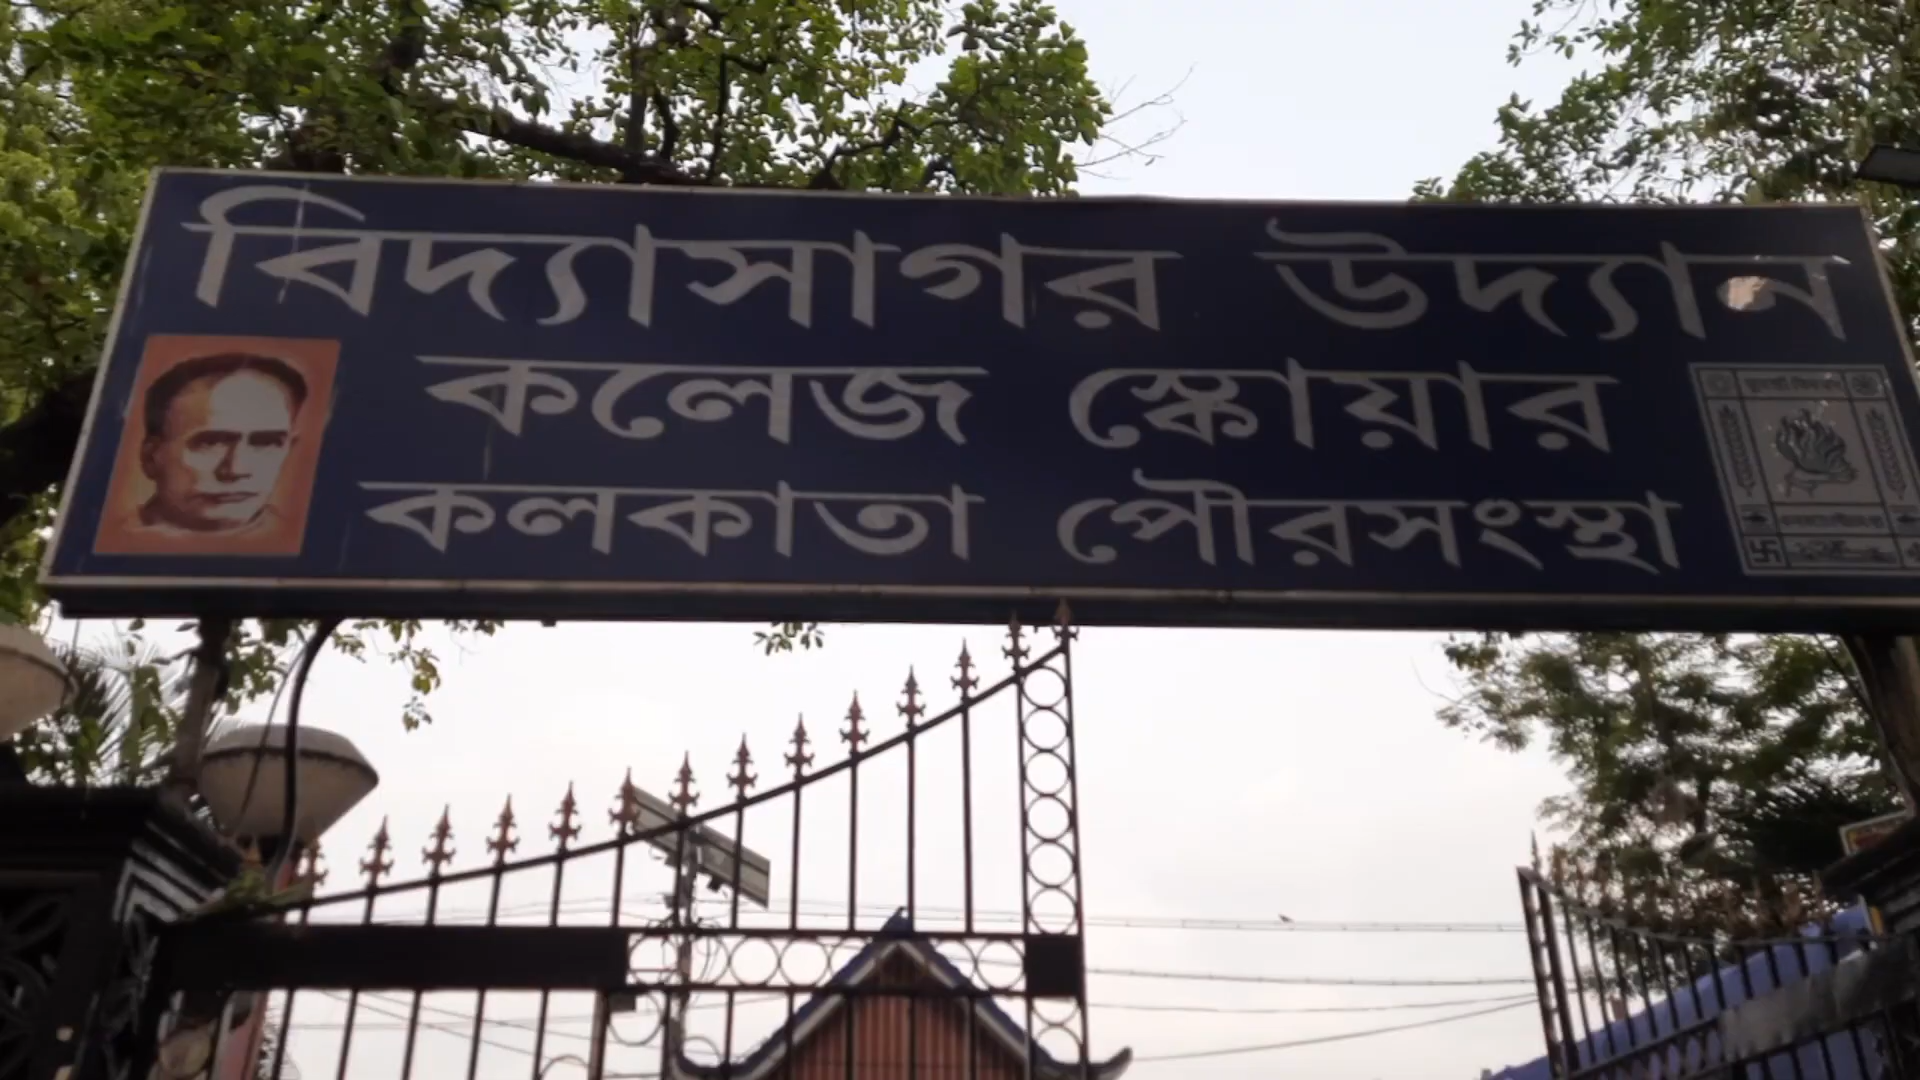 বিদ্যাসাগর উদ্যান
কলেজ স্কোয়ার
কলকাতা পৌরসংস্থা